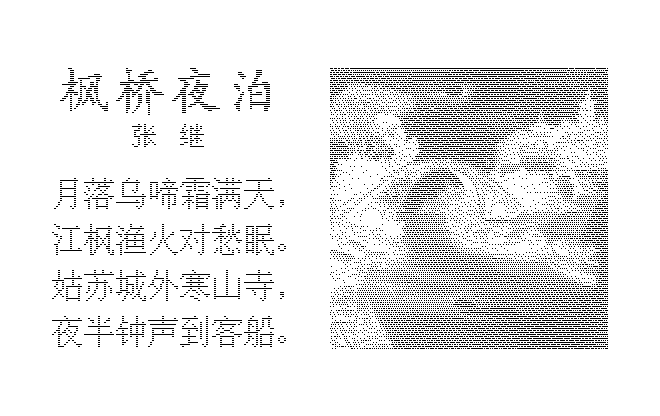 枫桥夜泊
张 继
月落乌啼霜满天,
江枫渔火对愁眠。
姑苏城外寒山寺,
夜半钟声到客船。